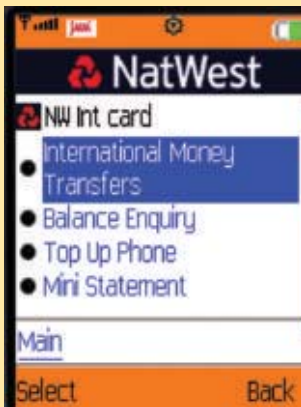 NatWest
NW Int card
International Money
Transfers
Balance Enquiry
Top Up Phone
Mini Statement
Main
Select Back